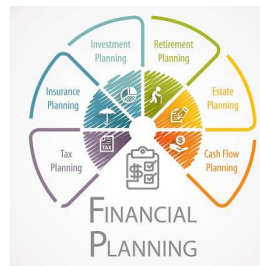 Investment
Planning
Retirement
Planning
Insurance
Planning
Estate
Planning
Tax
Planning
Cash Flow
Planning
TAX
$
$
FINANCIAL
PLANNING